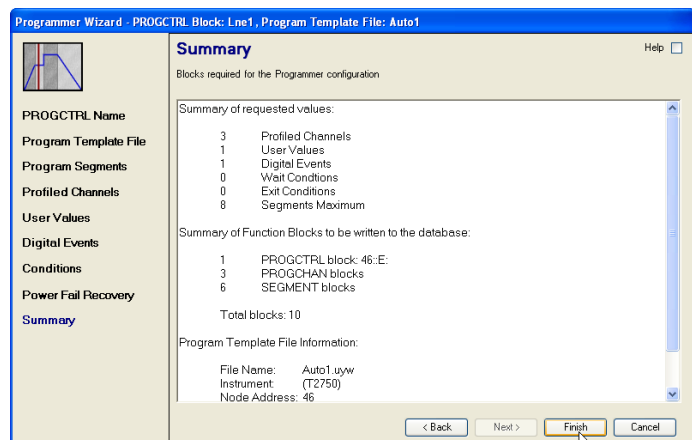 Programmer Wizard - PROGCTRL Block: Lne1, Program Template File: Auto1
Summary
Help
Blocks required for the Programmer configuration
PROGCTRL Name
Program Template File
Program Segments
Profiled Channels
User Values
Digital Events
Conditions
Power Fail Recovery
Summary
Summary of requested values:
3 Profiled Channels
1 User Values
1 Digital Events
0 Wait Condtions
0 Exit Conditions
8 Segments Maximum
Summary of Function Blocks to be written to the database:
1 PROGCTRL block: 46::E:
3 PROGCHAN blocks
6 SEGMENT blocks
Total blocks: 10
Program Template File Information:
File Name: Auto1.uyw
Instrument: (T2750)
Node Address: 46
< Back
Next >
Finish
Cancel